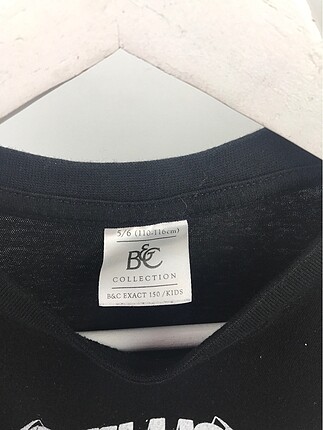 5/6 (110-116cm)
B&C
COLLECTION
B&C EXACT 150 / KIDS